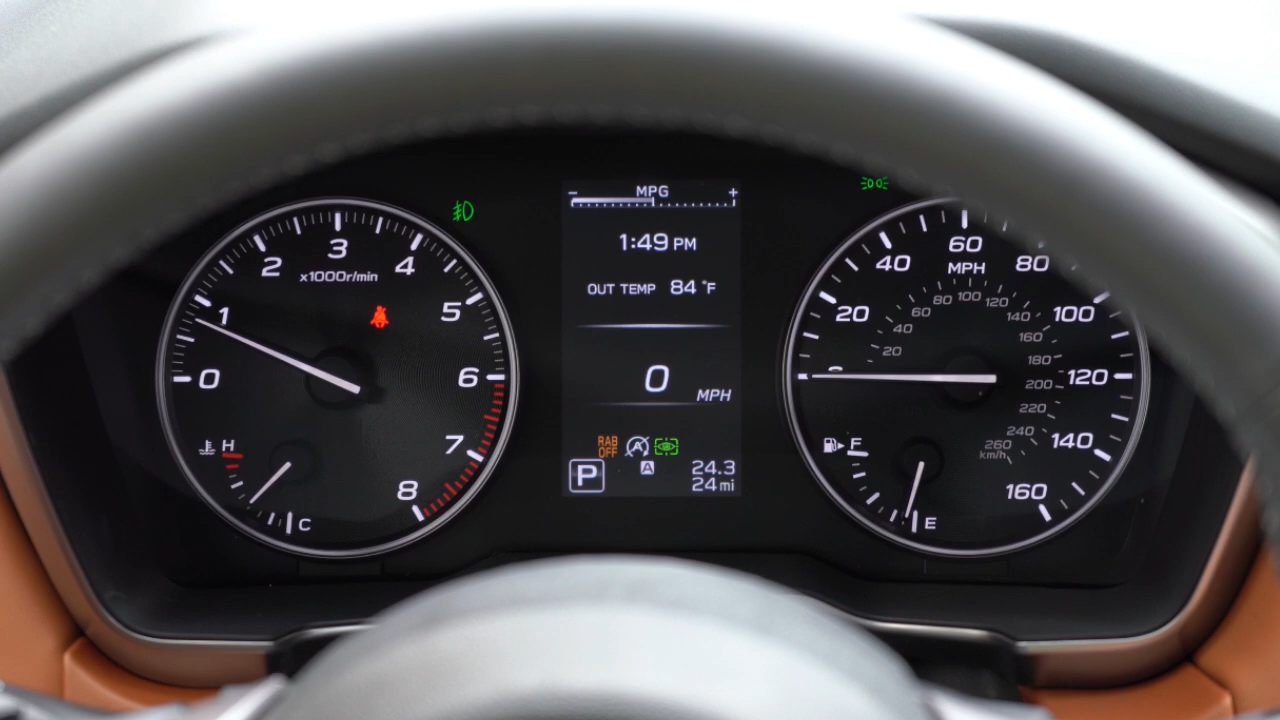 - MPG +
1:49 PM
OUT TEMP 84 °F
0
MPH
RAB
OFF
A
A
P
24.3
24 mi
0
1
2
3
4
5
6
7
8
x1000r/min
H
C
20
40
60
80
100
120
140
160
MPH
20
40
60
80
100
120
140
160
180
200
220
240
260
km/h
F
E